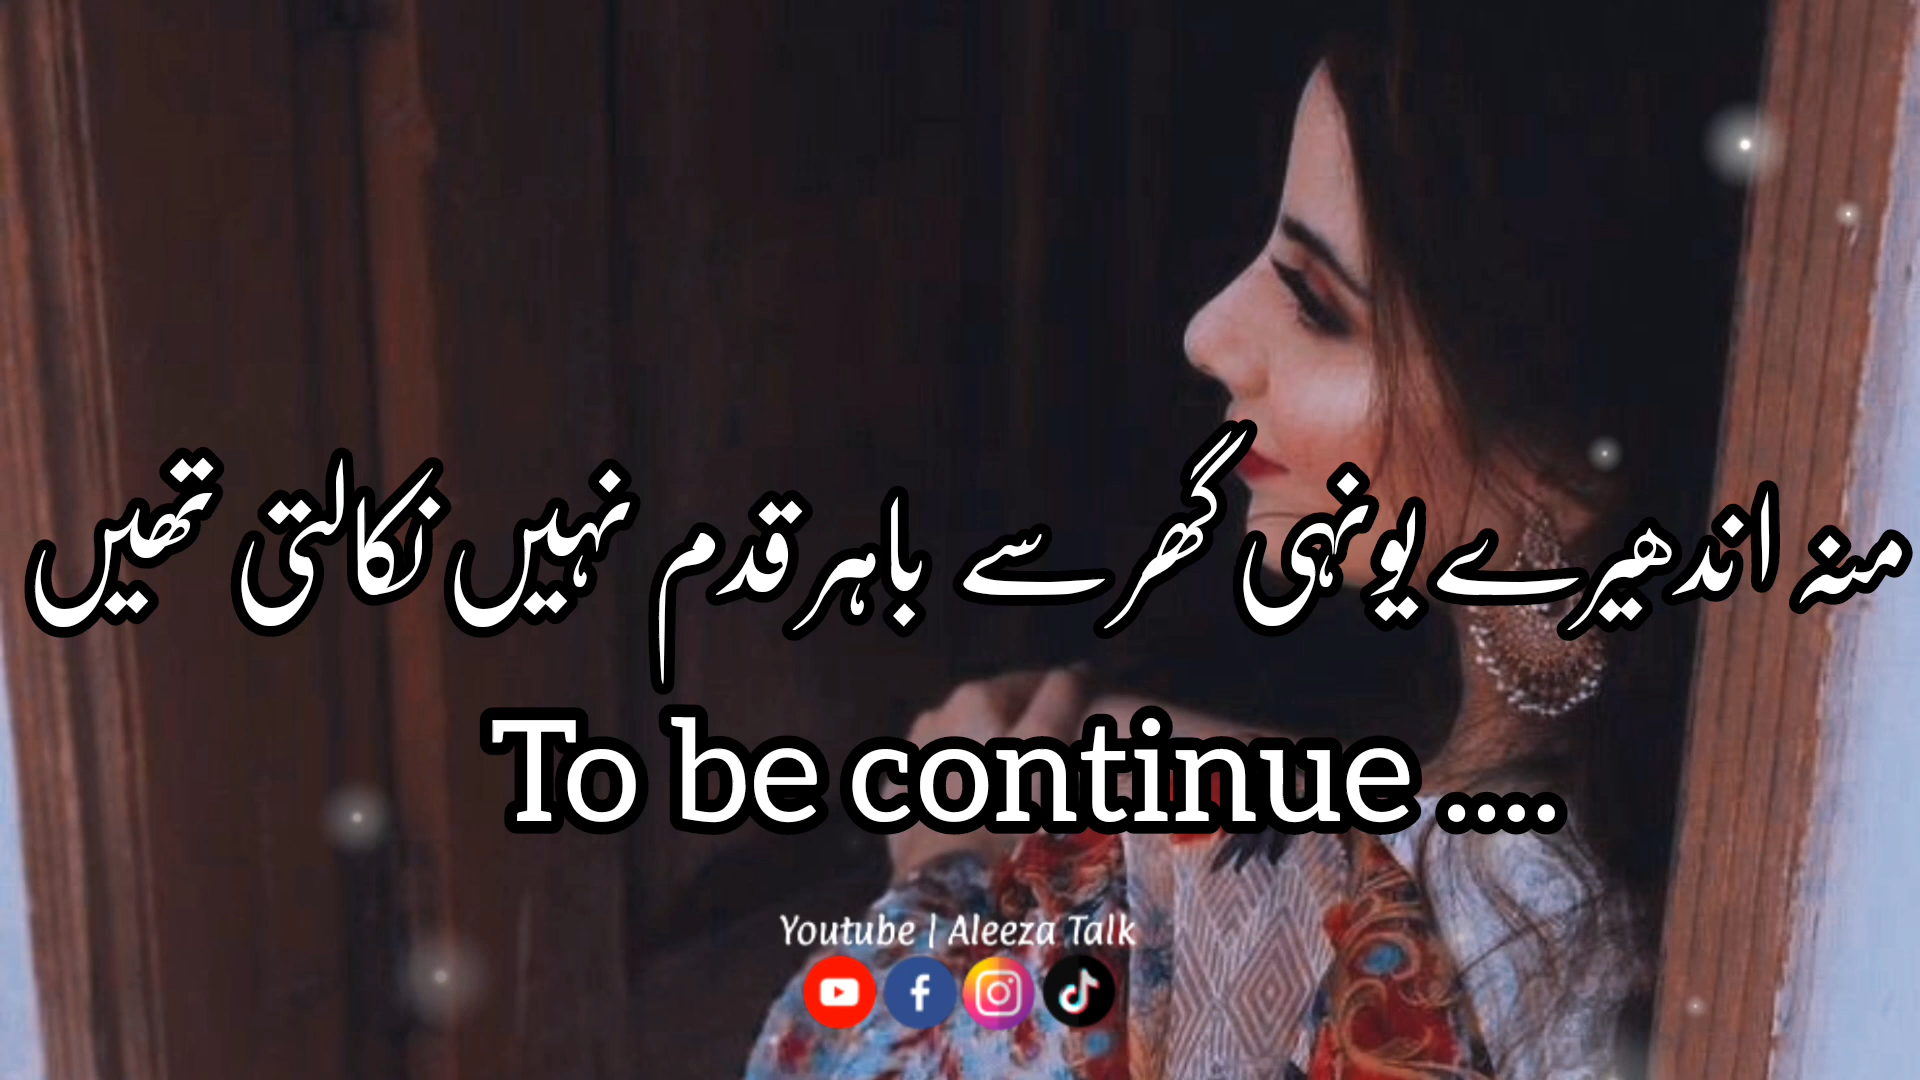 منہ اندھیرے یونہی گھر سے باہر قدم نہیں نکالتی تھیں
To be continue ....
Youtube | Aleeza Talk